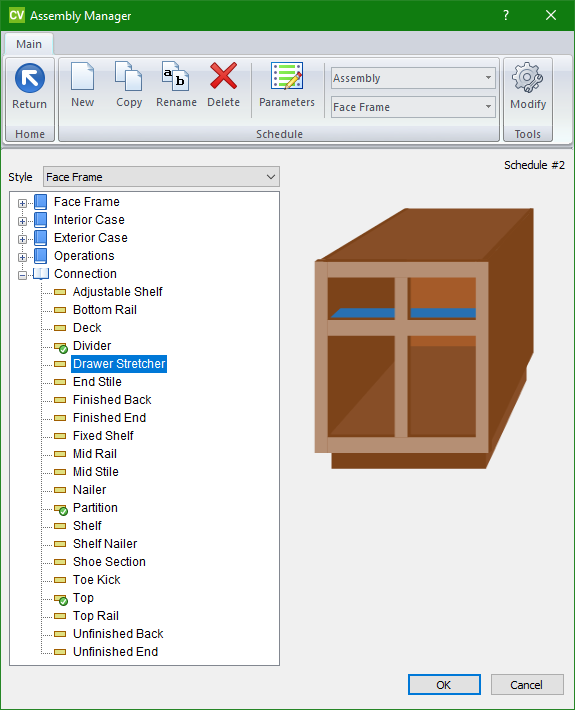 CV Assembly Manager ?
Main
Return
New
Copy
a b
Rename
Delete
Parameters
Assembly
Face Frame
Modify
Home
Schedule
Tools
Schedule #2
Style Face Frame
Face Frame
Interior Case
Exterior Case
Operations
Connection
Adjustable Shelf
Bottom Rail
Deck
Divider
Drawer Stretcher
End Stile
Finished Back
Finished End
Fixed Shelf
Mid Rail
Mid Stile
Nailer
Partition
Shelf
Shelf Nailer
Shoe Section
Toe Kick
Top
Top Rail
Unfinished Back
Unfinished End
OK
Cancel